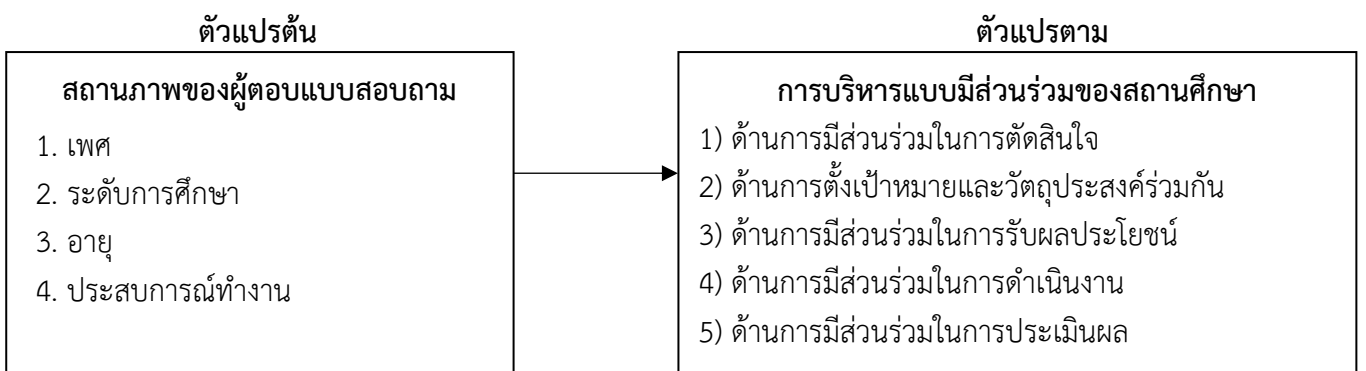 ตัวแปรต้น
สถานภาพของผู้ตอบแบบสอบถาม
1. เพศ
2. ระดับการศึกษา
3. อายุ
4. ประสบการณ์ทำงาน
ตัวแปรตาม
การบริหารแบบมีส่วนร่วมของสถานศึกษา
1) ด้านการมีส่วนร่วมในการตัดสินใจ
2) ด้านการตั้งเป้าหมายและวัตถุประสงค์ร่วมกัน
3) ด้านการมีส่วนร่วมในการรับผลประโยชน์
4) ด้านการมีส่วนร่วมในการดำเนินงาน
5) ด้านการมีส่วนร่วมในการประเมินผล